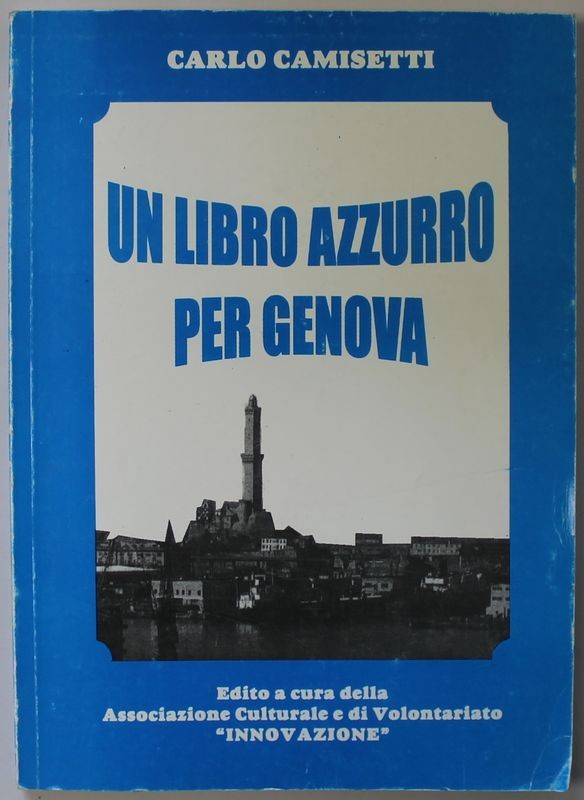 CARLO CAMISETTI
UN LIBRO AZZURRO
PER GENOVA
Edito a cura della
Associazione Culturale e di Volontariato
“INNOVAZIONE”